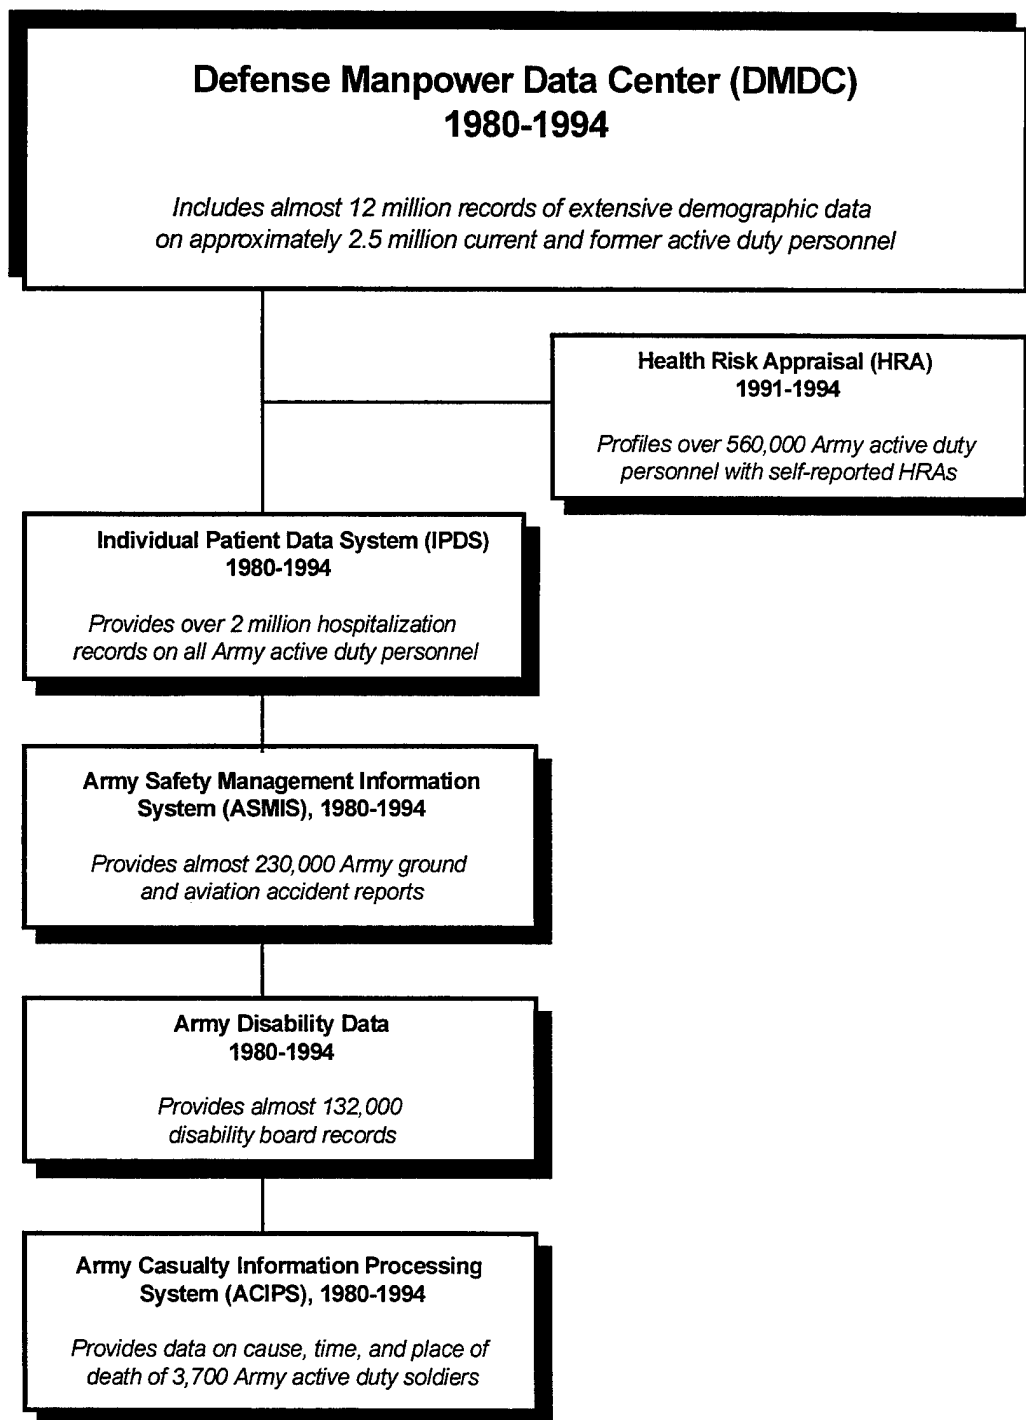 Defense Manpower Data Center (DMDC)
1980-1994
Includes almost 12 million records of extensive demographic data
on approximately 2.5 million current and former active duty personnel
Health Risk Appraisal (HRA)
1991-1994
Profiles over 560,000 Army active duty
personnel with self-reported HRAs
Individual Patient Data System (IPDS)
1980-1994
Provides over 2 million hospitalization
records on all Army active duty personnel
Army Safety Management Information
System (ASMIS), 1980-1994
Provides almost 230,000 Army ground
and aviation accident reports
Army Disability Data
1980-1994
Provides almost 132,000
disability board records
Army Casualty Information Processing
System (ACIPS), 1980-1994
Provides data on cause, time, and place of
death of 3,700 Army active duty soldiers